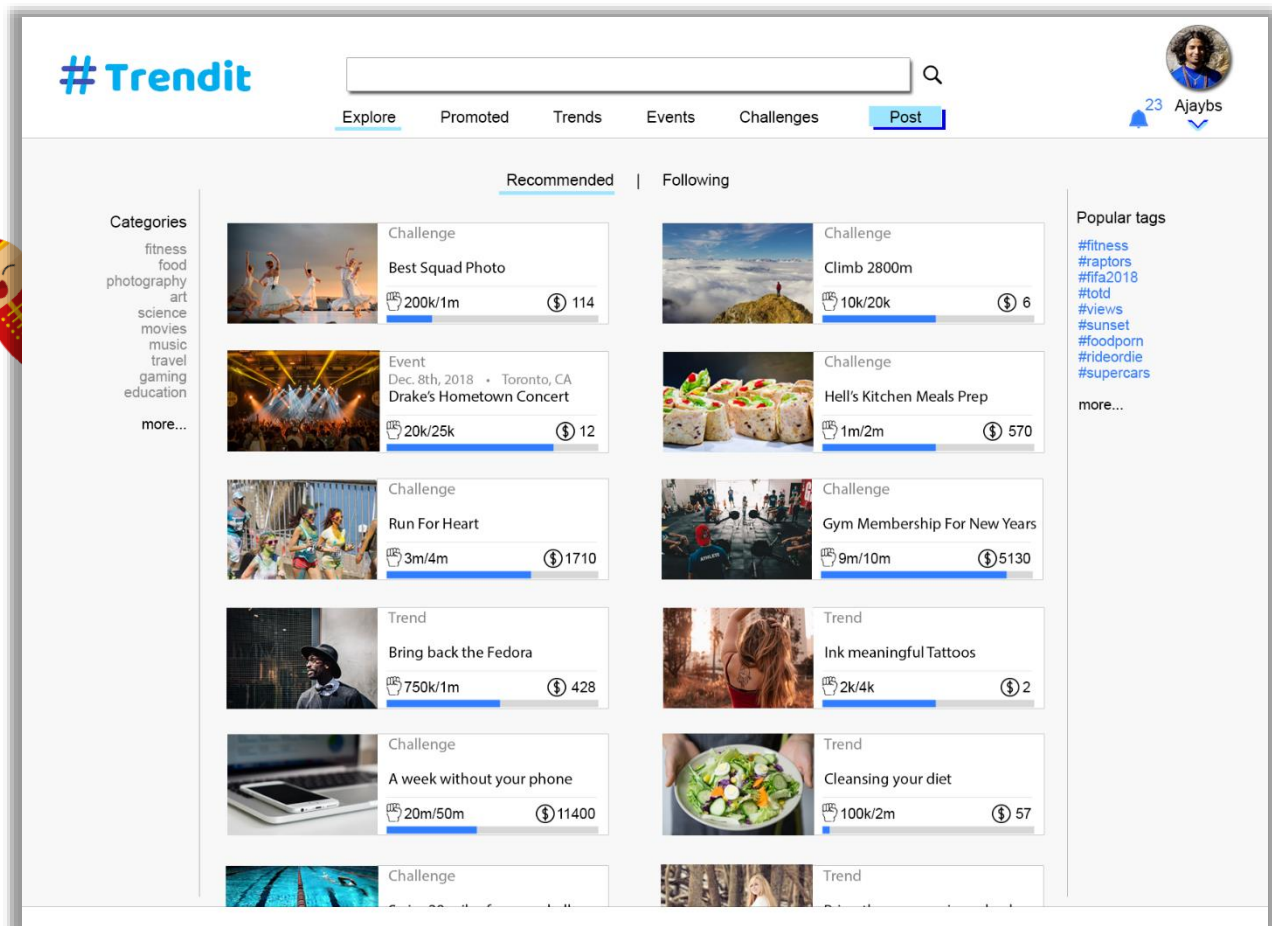 # Trendit
Explore Promoted Trends Events Challenges Post
23 Ajaybs
Recommended | Following
Categories
fitness
food
photography
art
science
movies
music
travel
gaming
education
more...
Challenge
Best Squad Photo
200k/1m $ 114
Challenge
Climb 2800m
10k/20k $ 6
Event
Dec. 8th, 2018 • Toronto, CA
Drake's Hometown Concert
20k/25k $ 12
Challenge
Hell's Kitchen Meals Prep
1m/2m $ 570
Challenge
Run For Heart
3m/4m $ 1710
Challenge
Gym Membership For New Years
9m/10m $ 5130
Trend
Bring back the Fedora
750k/1m $ 428
Trend
Ink meaningful Tattoos
2k/4k $ 2
Challenge
A week without your phone
20m/50m $ 11400
Trend
Cleansing your diet
100k/2m $ 57
Challenge
Trend
Popular tags
#fitness
#raptors
#fifa2018
#totd
#views
#sunset
#foodporn
#rideordie
#supercars
more...